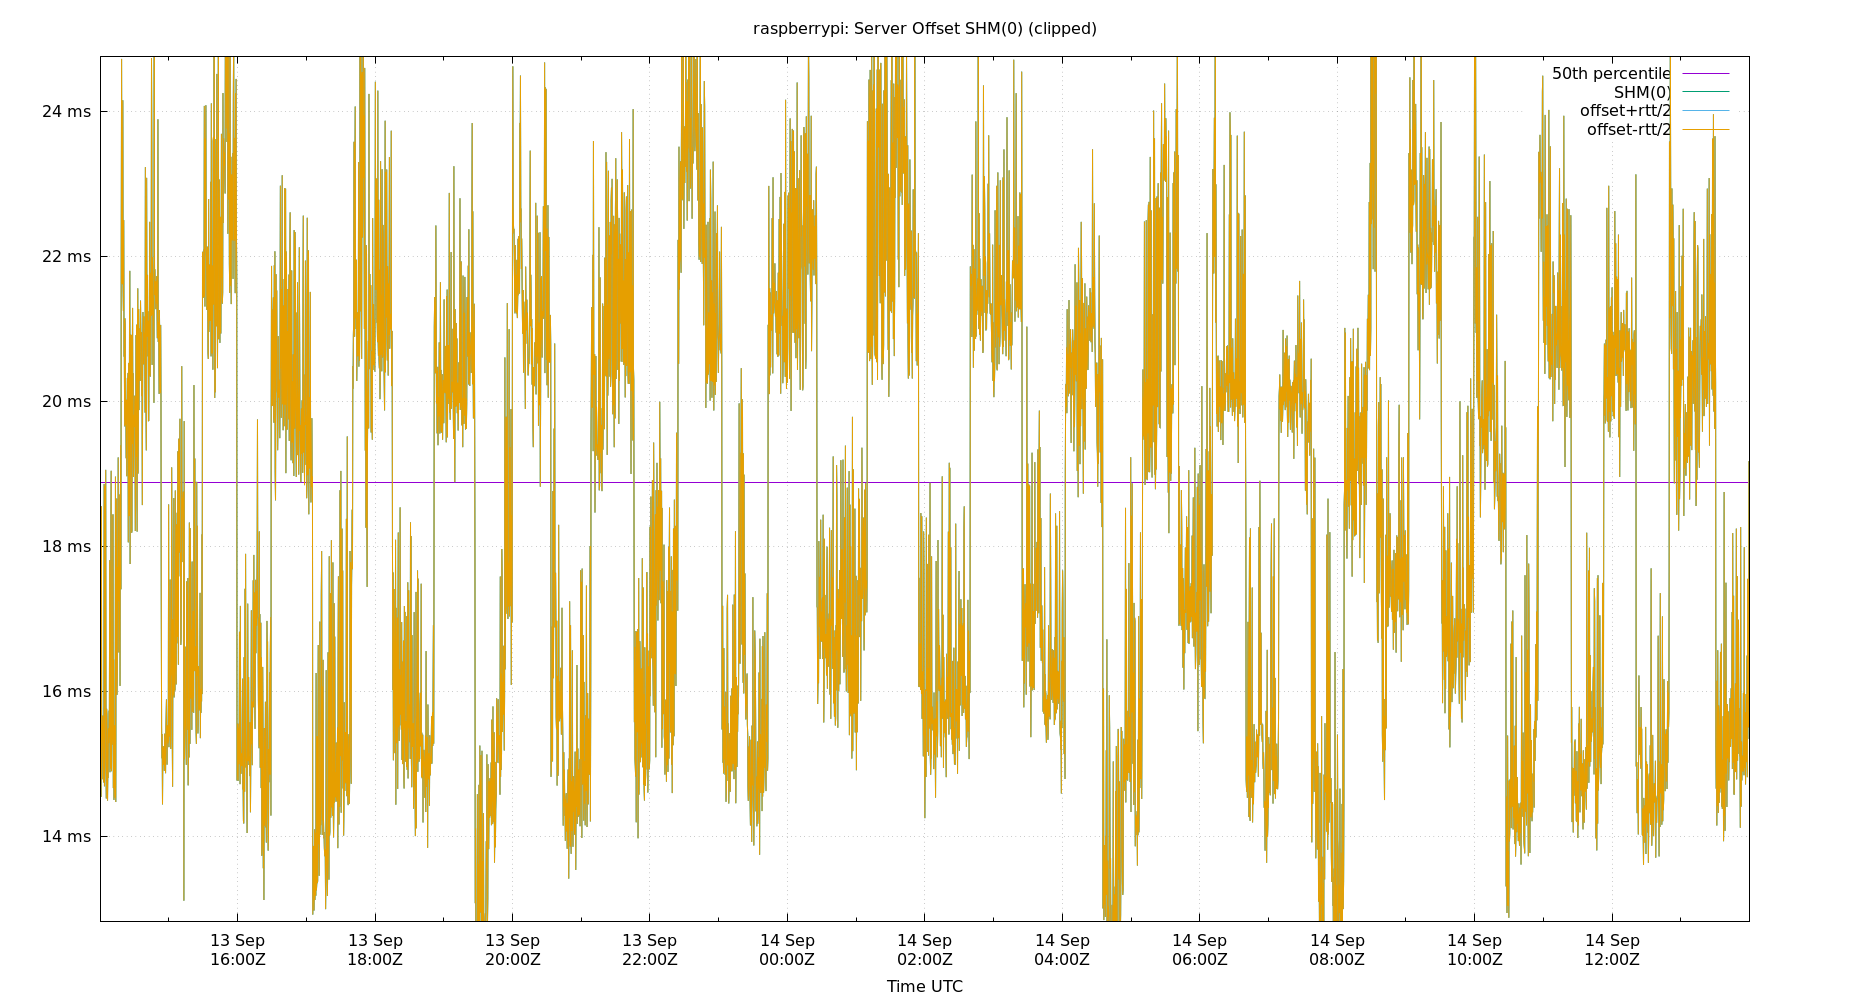 raspberrypi: Server Offset SHM(0) (clipped)
50th percentile
SHM(0)
offset+rtt/2
offset-rtt/2
24 ms
22 ms
20 ms
18 ms
16 ms
14 ms
13 Sep 13 Sep 13 Sep 13 Sep 14 Sep 14 Sep 14 Sep 14 Sep 14 Sep 14 Sep 14 Sep
16:00Z 18:00Z 20:00Z 22:00Z 00:00Z 02:00Z 04:00Z 06:00Z 08:00Z 10:00Z 12:00Z
Time UTC